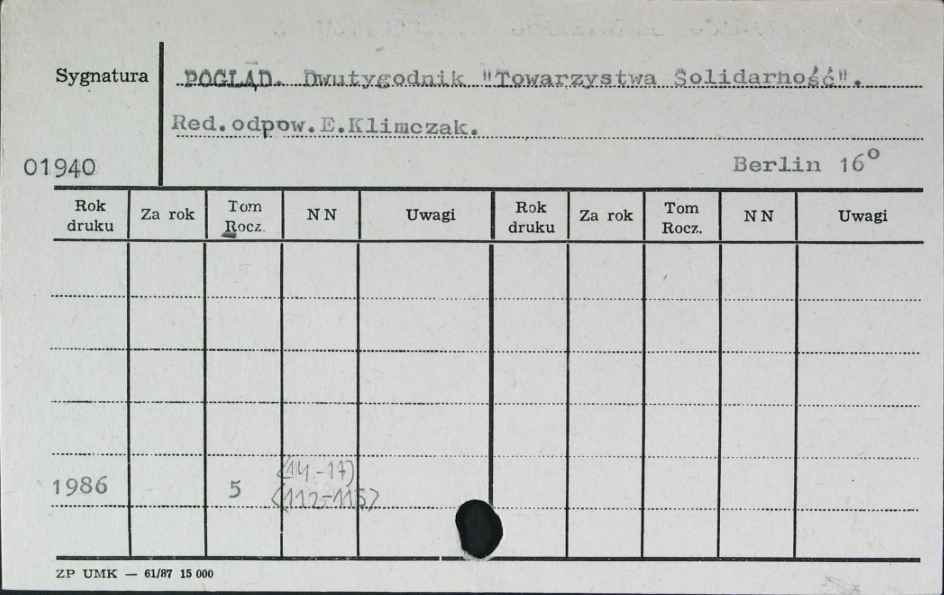 Sygnatura
POGLĄD. Dwutygodnik "Towarzystwa Solidarność".
Red.odpow.E.Klimczak.
01940
Berlin 16°
Rok druku Za rok Tom Rocz. NN Uwagi Rok druku Za rok Tom Rocz. NN Uwagi
(14-17)
1986 5
(112-115)
ZP UMK — 61/87 15 000